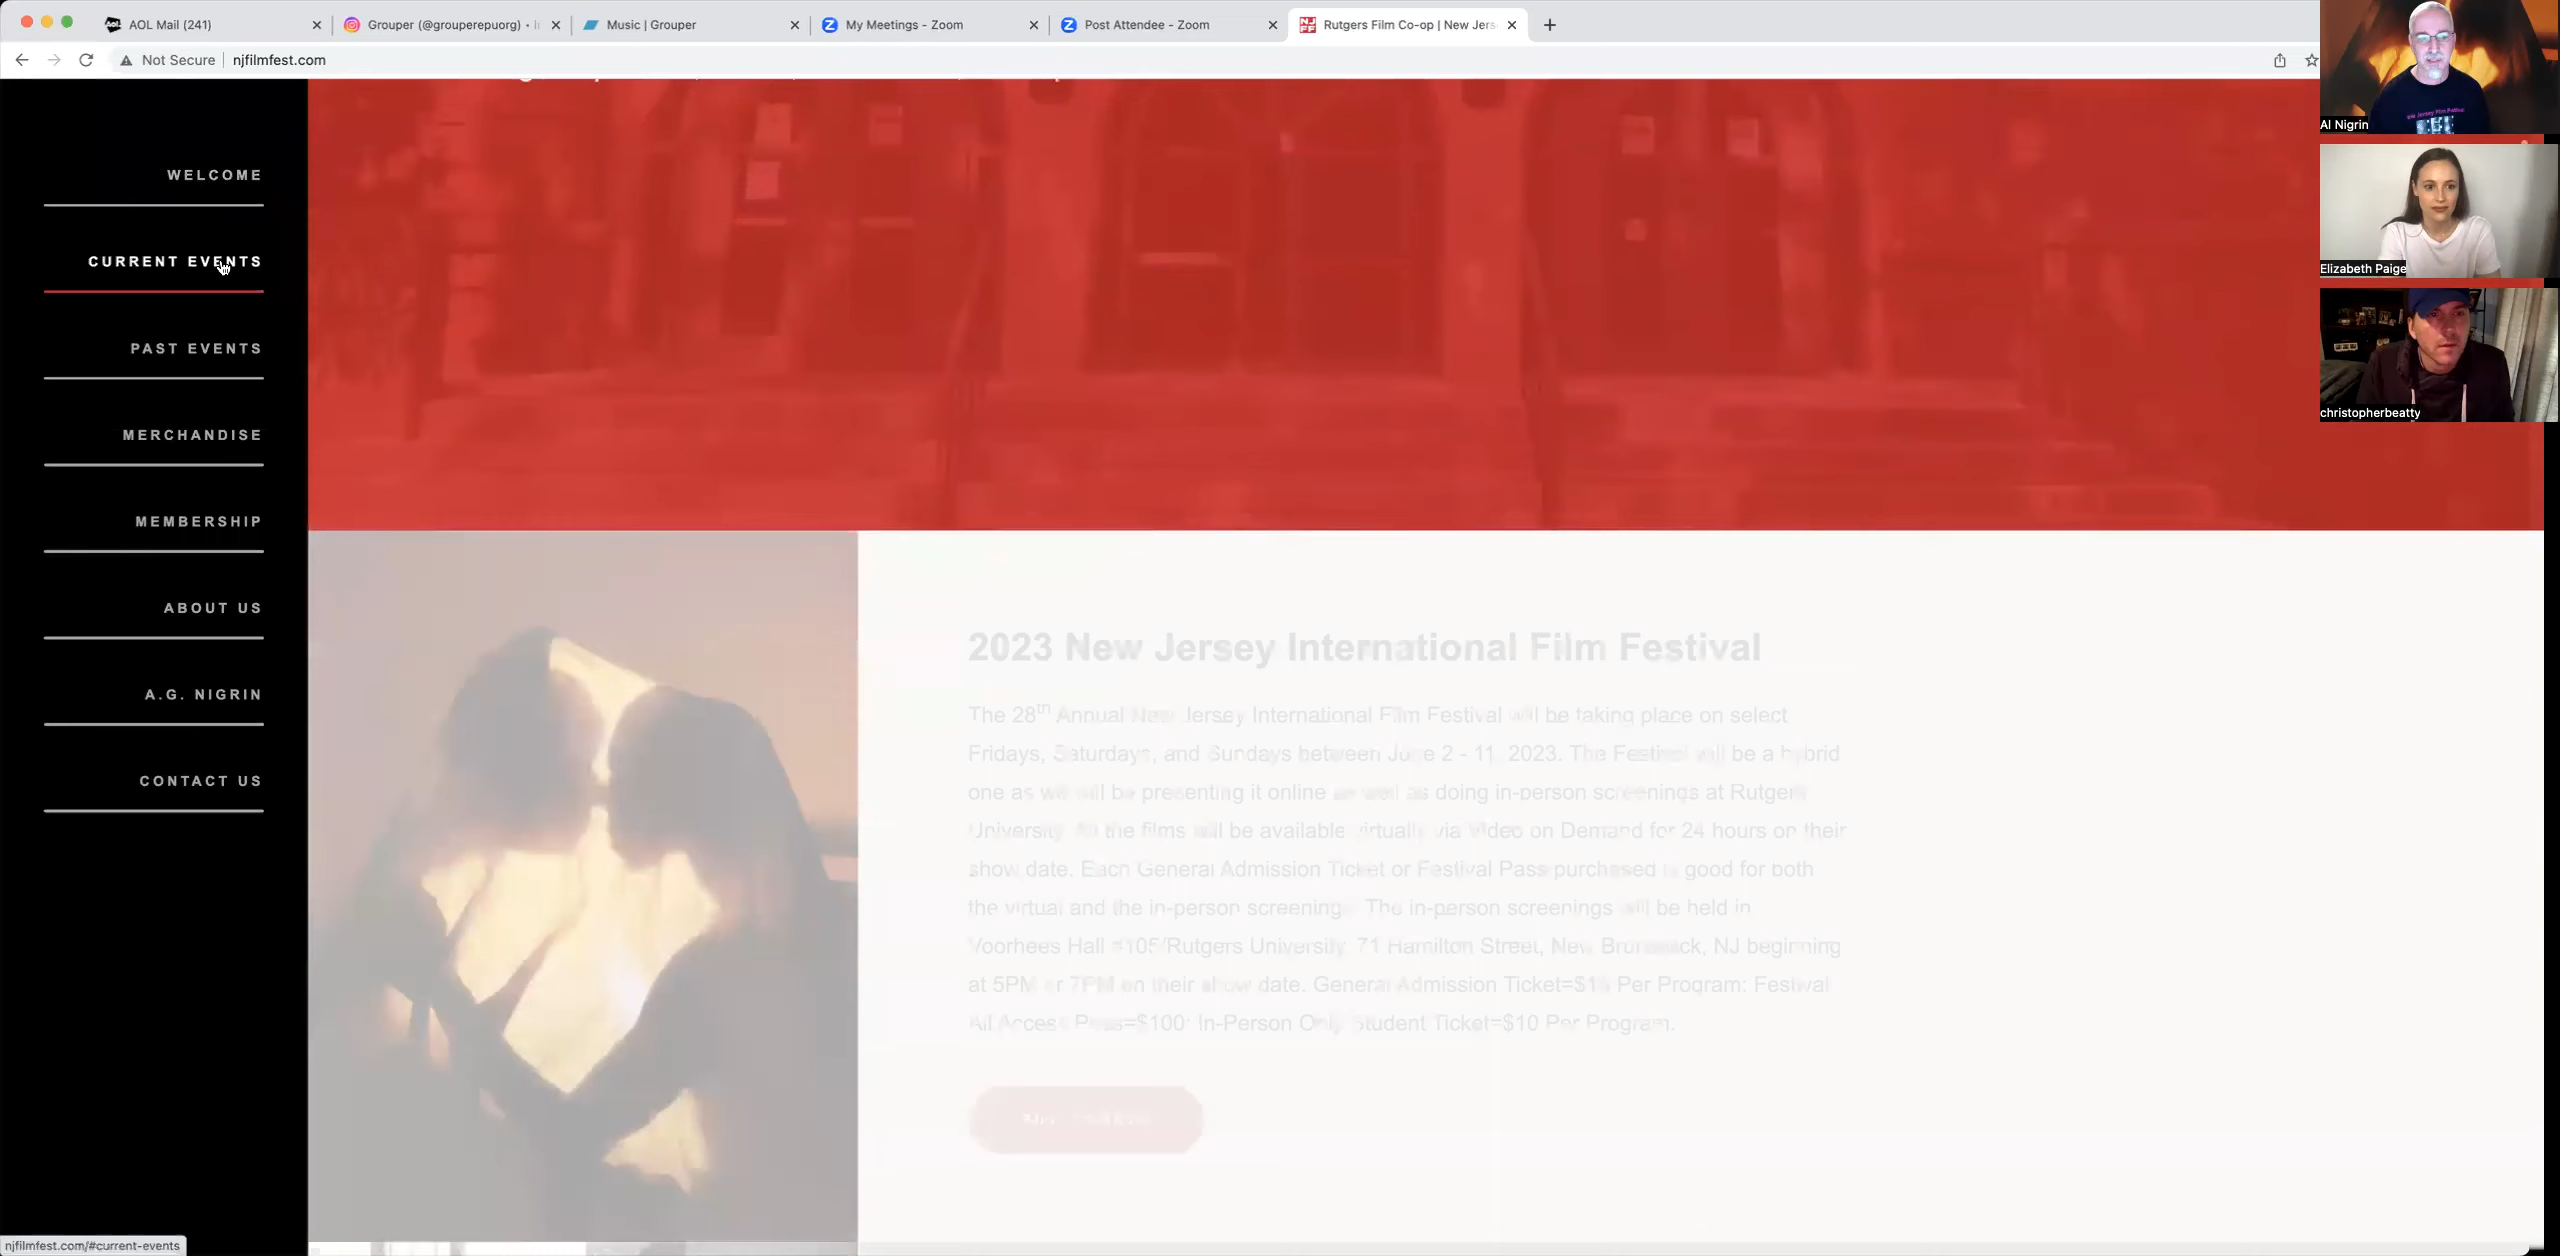 AOL Mail (241)
Grouper (@grouperepuorg) • I
Music | Grouper
My Meetings - Zoom
Post Attendee - Zoom
Rutgers Film Co-op | New Jers
Not Secure
njfilmfest.com
WELCOME
CURRENT EVENTS
PAST EVENTS
MERCHANDISE
MEMBERSHIP
ABOUT US
A.G. NIGRIN
CONTACT US
2023 New Jersey International Film Festival
The 28th Annual New Jersey International Film Festival will be taking place on select
Fridays, Saturdays, and Sundays between June 2 - 11, 2023. The Festival will be a hybrid
one as we will be presenting it online as well as doing in-person screenings at Rutgers
University. All the films will be available virtually via Video on Demand for 24 hours on their
show date. Each General Admission Ticket or Festival Pass purchased is good for both
the virtual and the in-person screenings. The in-person screenings will be held in
Voorhees Hall #105/Rutgers University, 71 Hamilton Street, New Brunswick, NJ beginning
at 5PM or 7PM on their show date. General Admission Ticket=$15 Per Program; Festival
All Access Pass=$100; In-Person Only Student Ticket=$10 Per Program.
njfilmfest.com/#current-events
Al Nigrin
New Jersey Film Festival
Elizabeth Paige
christopherbeatty